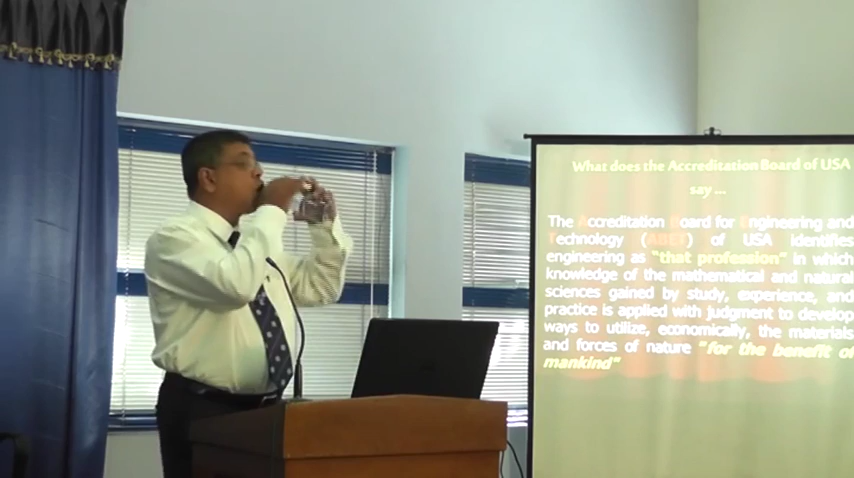 What does the Accreditation Board of USA
say ...
The Accreditation Board for Engineering and
Technology (ABET) of USA identifies
engineering as "that profession" in which
knowledge of the mathematical and natural
sciences gained by study, experience, and
practice is applied with judgment to develop
ways to utilize, economically, the materials
and forces of nature "for the benefit of
mankind"